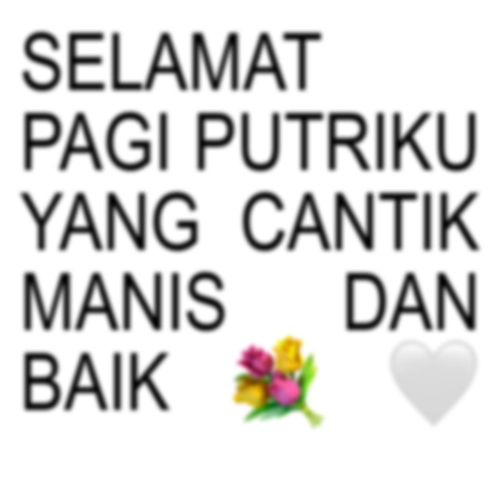 SELAMAT
PAGI PUTRIKU
YANG CANTIK
MANIS DAN
BAIK 💐 🤍